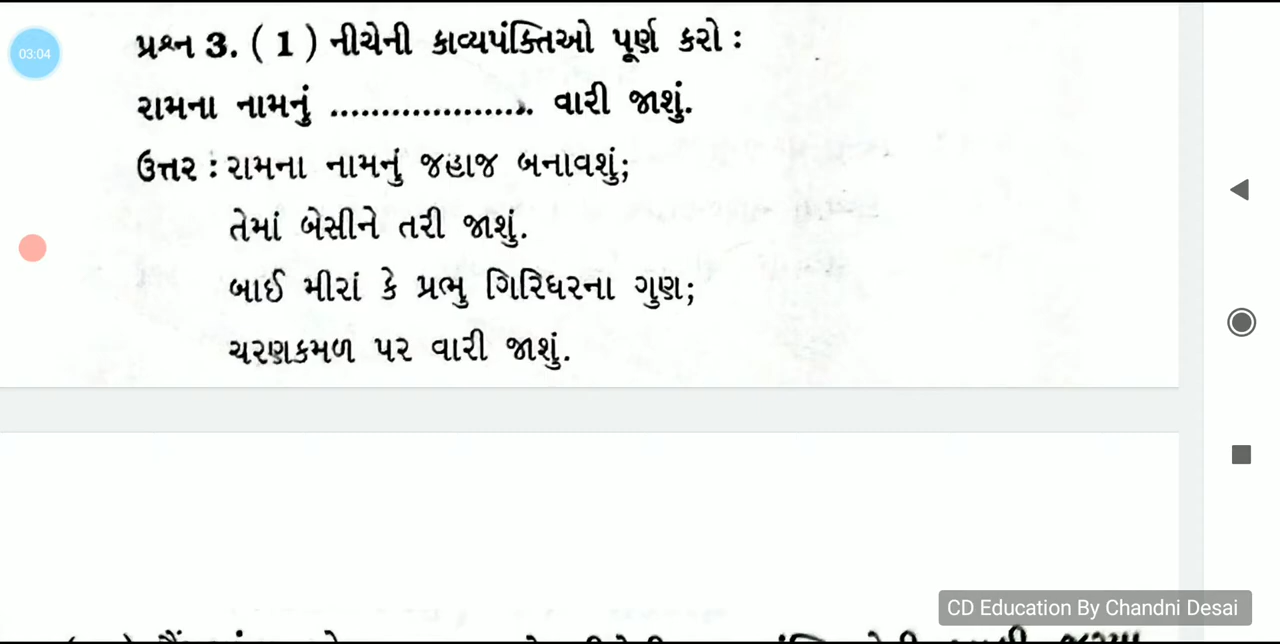 03:04
પ્રશ્ન 3. ( 1 ) નીચેની કાવ્યપંક્તિઓ પૂર્ણ કરો :
રામના નામનું ..................... વારી જાશું.
ઉત્તર : રામના નામનું જહાજ બનાવશું;
તેમાં બેસીને તરી જાશું.
બાઈ મીરાં કે પ્રભુ ગિરિધરના ગુણ;
ચરણકમળ પર વારી જાશું.
CD Education By Chandni Desai